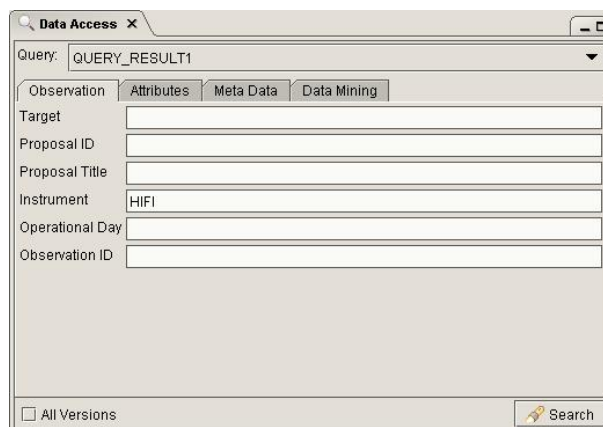 Data Access
Query: QUERY_RESULT1
Observation Attributes Meta Data Data Mining
Target
Proposal ID
Proposal Title
Instrument HIFI
Operational Day
Observation ID
All Versions Search